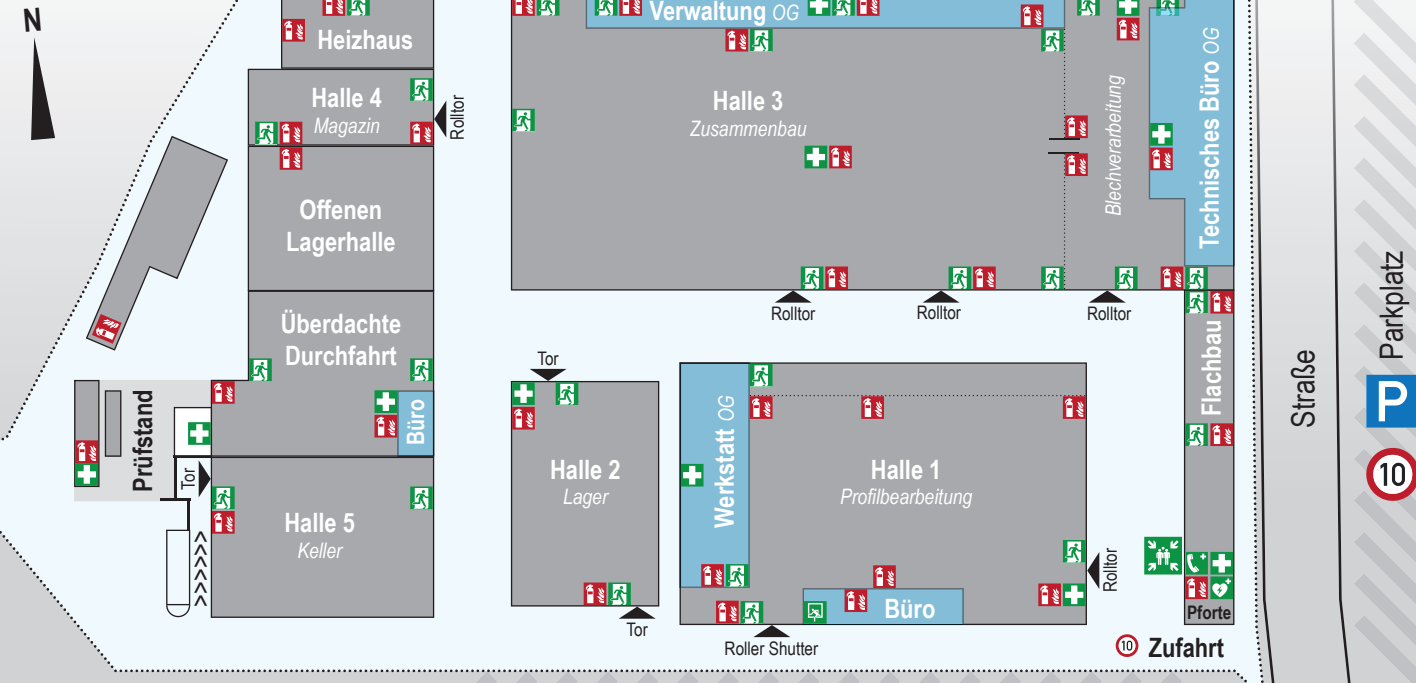 N
Heizhaus
Verwaltung OG
Halle 4
Magazin
Rolltor
Halle 3
Zusammenbau
Blechverarbeitung
Technisches Büro OG
Offenen
Lagerhalle
Überdachte
Durchfahrt
Büro
Rolltor
Rolltor
Rolltor
Flachbau
Straße
Parkplatz
P
10
Prüfstand
Tor
Halle 5
Keller
Tor
Halle 2
Lager
Tor
Werkstatt OG
Halle 1
Profilbearbeitung
Rolltor
Büro
Roller Shutter
Pforte
10 Zufahrt